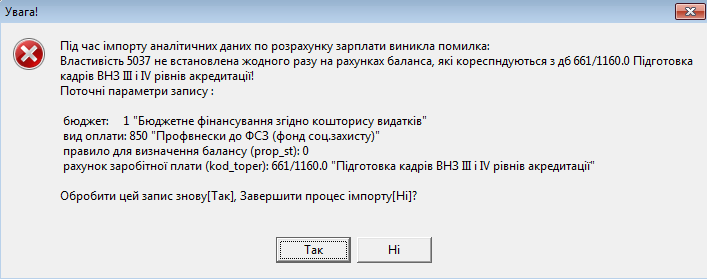 Увага!
Під час імпорту аналітичних даних по розрахунку зарплати виникла помилка:
Властивість 5037 не встановлена жодного разу на рахунках баланса, які кореспндуються з дб 661/1160.0 Підготовка
кадрів ВНЗ III і IV рівнів акредитації!
Поточні параметри запису :
бюджет: 1 "Бюджетне фінансування згідно кошторису видатків"
вид оплати: 850 "Профвнески до ФСЗ (фонд соц.захисту)"
правило для визначення балансу (prop_st): 0
рахунок заробітної плати (kod_toper): 661/1160.0 "Підготовка кадрів ВНЗ III і IV рівнів акредитації"
Обробити цей запис знову[Так], Завершити процес імпорту[Ні]?
Так
Ні